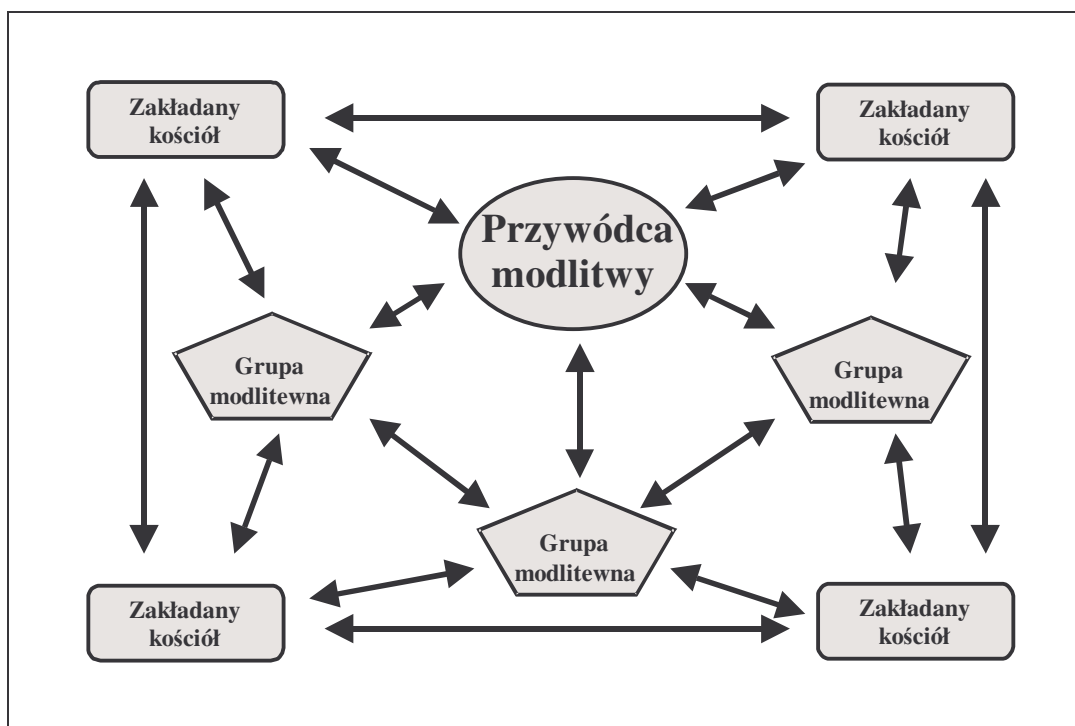 Zakładany
kościół
Zakładany
kościół
Przywódca
modlitwy
Grupa
modlitewna
Grupa
modlitewna
Grupa
modlitewna
Zakładany
kościół
Zakładany
kościół